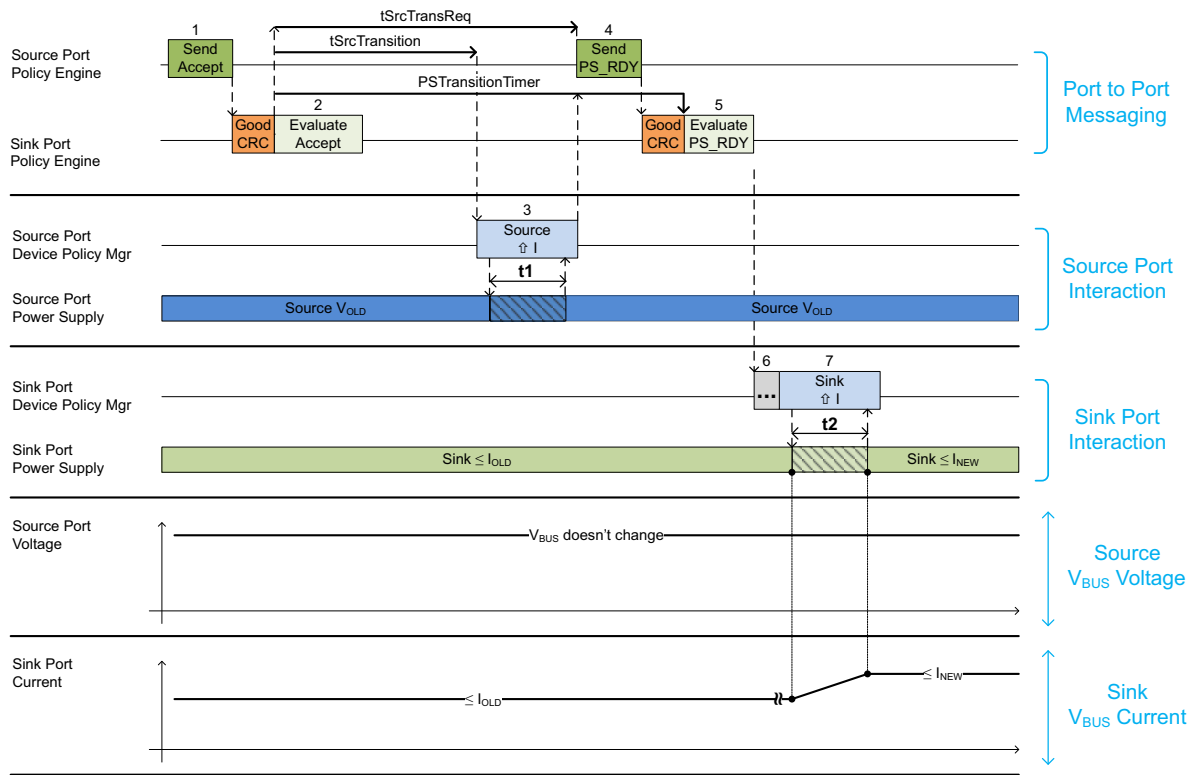 tSrcTransReq
1
4
Source Port
Policy Engine
Send
Accept
tSrcTransition
Send
PS_RDY
PSTransitionTimer
2
5
Sink Port
Policy Engine
Good
CRC
Evaluate
Accept
Good
CRC
Evaluate
PS_RDY
Port to Port
Messaging
3
Source Port
Device Policy Mgr
Source
⇧ I
t1
Source Port
Power Supply
Source VOLD
Source VOLD
Source Port
Interaction
6
7
Sink Port
Device Policy Mgr
...
Sink
⇧ I
t2
Sink Port
Power Supply
Sink ≤ IOLD
Sink ≤ INEW
Sink Port
Interaction
Source Port
Voltage
VBUS doesn't change
Source
VBUS Voltage
Sink Port
Current
≤ IOLD
≤ INEW
Sink
VBUS Current